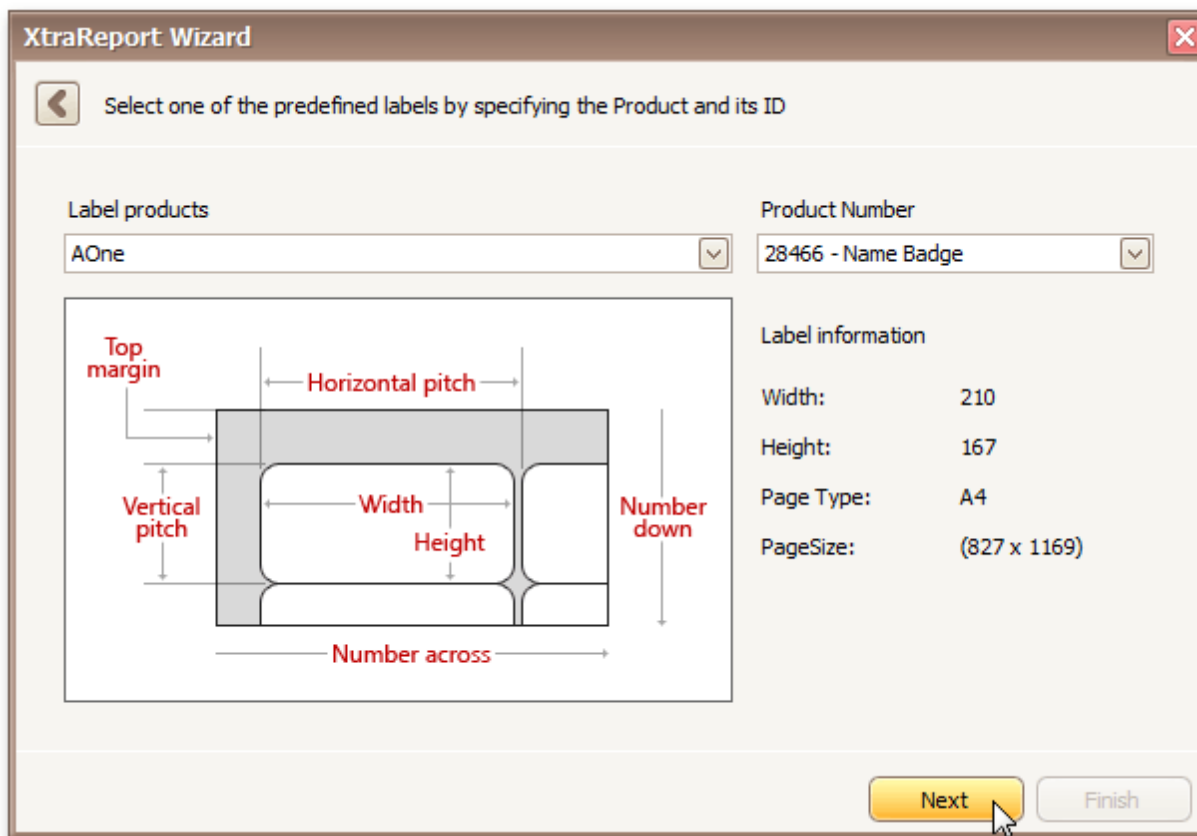 XtraReport Wizard
Select one of the predefined labels by specifying the Product and its ID
Label products
Product Number
AOne
28466 - Name Badge
Top
margin
Horizontal pitch
Vertical
pitch
Width
Height
Number
down
Number across
Label information
Width: 210
Height: 167
Page Type: A4
PageSize: (827 x 1169)
Next
Finish